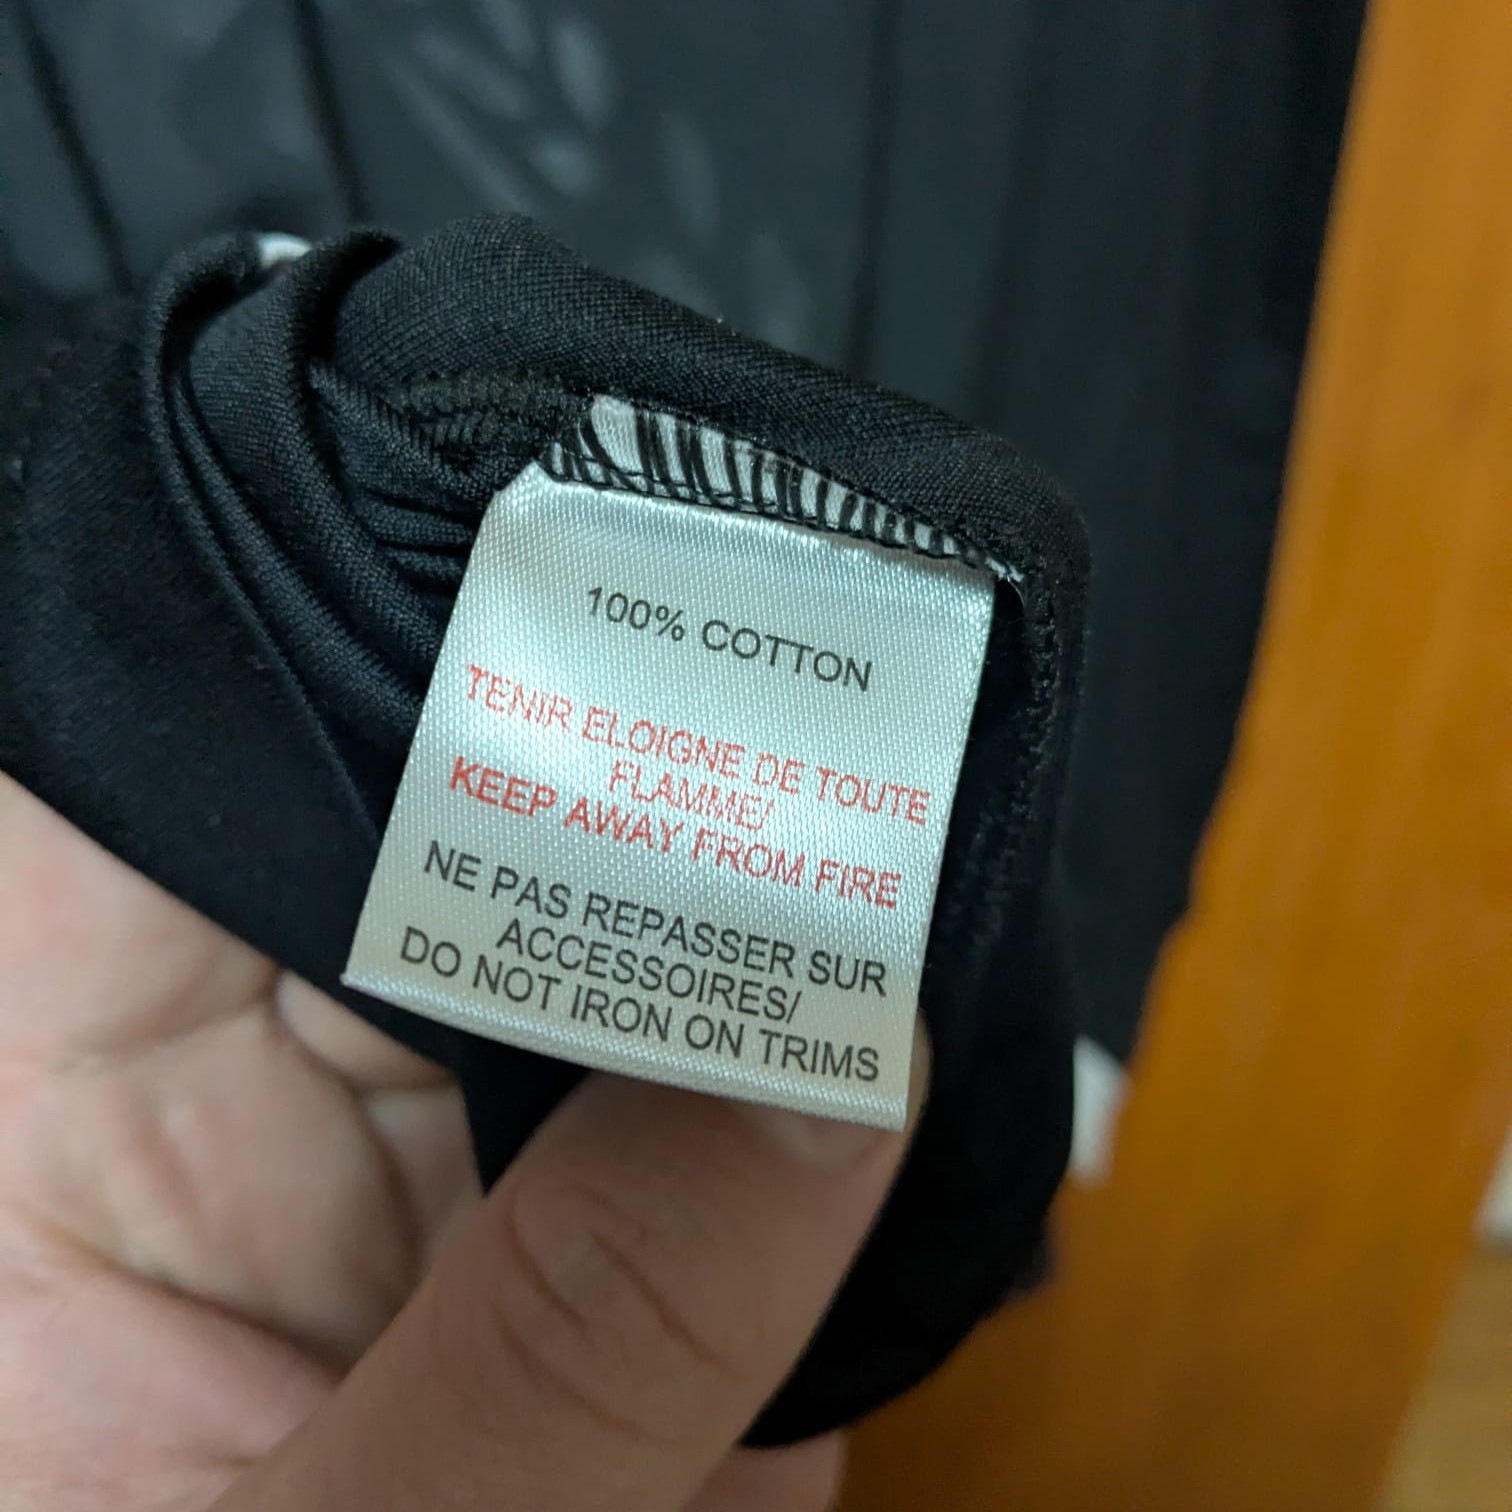 100% COTTON
TENIR ELOIGNE DE TOUTE
FLAMME/
KEEP AWAY FROM FIRE
NE PAS REPASSER SUR
ACCESSOIRES/
DO NOT IRON ON TRIMS